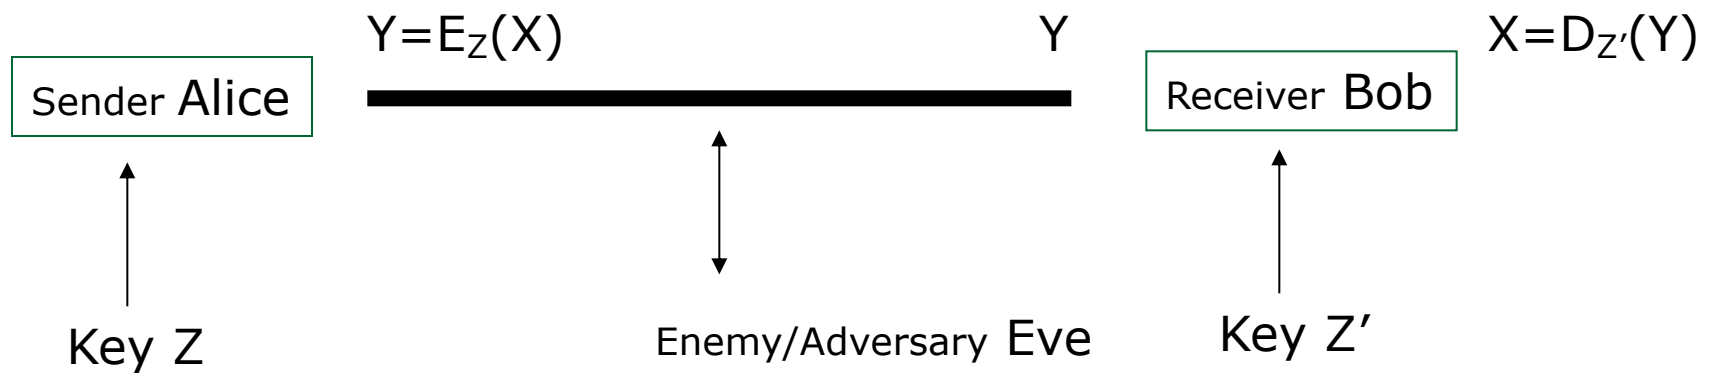 Y=E_Z(X)
Y
X=D_Z'(Y)
Sender Alice
Receiver Bob
Key Z
Enemy/Adversary Eve
Key Z'